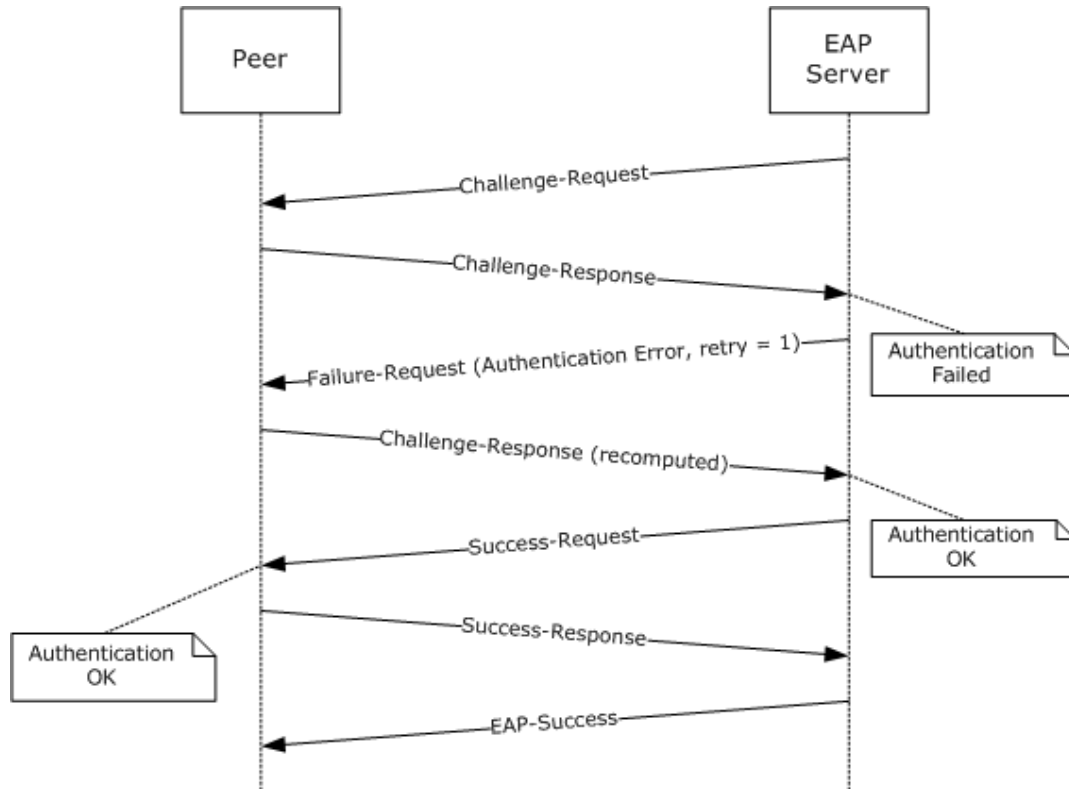 Peer
EAP
Server
Challenge-Request
Challenge-Response
Authentication
Failed
Failure-Request (Authentication Error, retry = 1)
Challenge-Response (recomputed)
Authentication
OK
Success-Request
Authentication
OK
Success-Response
EAP-Success